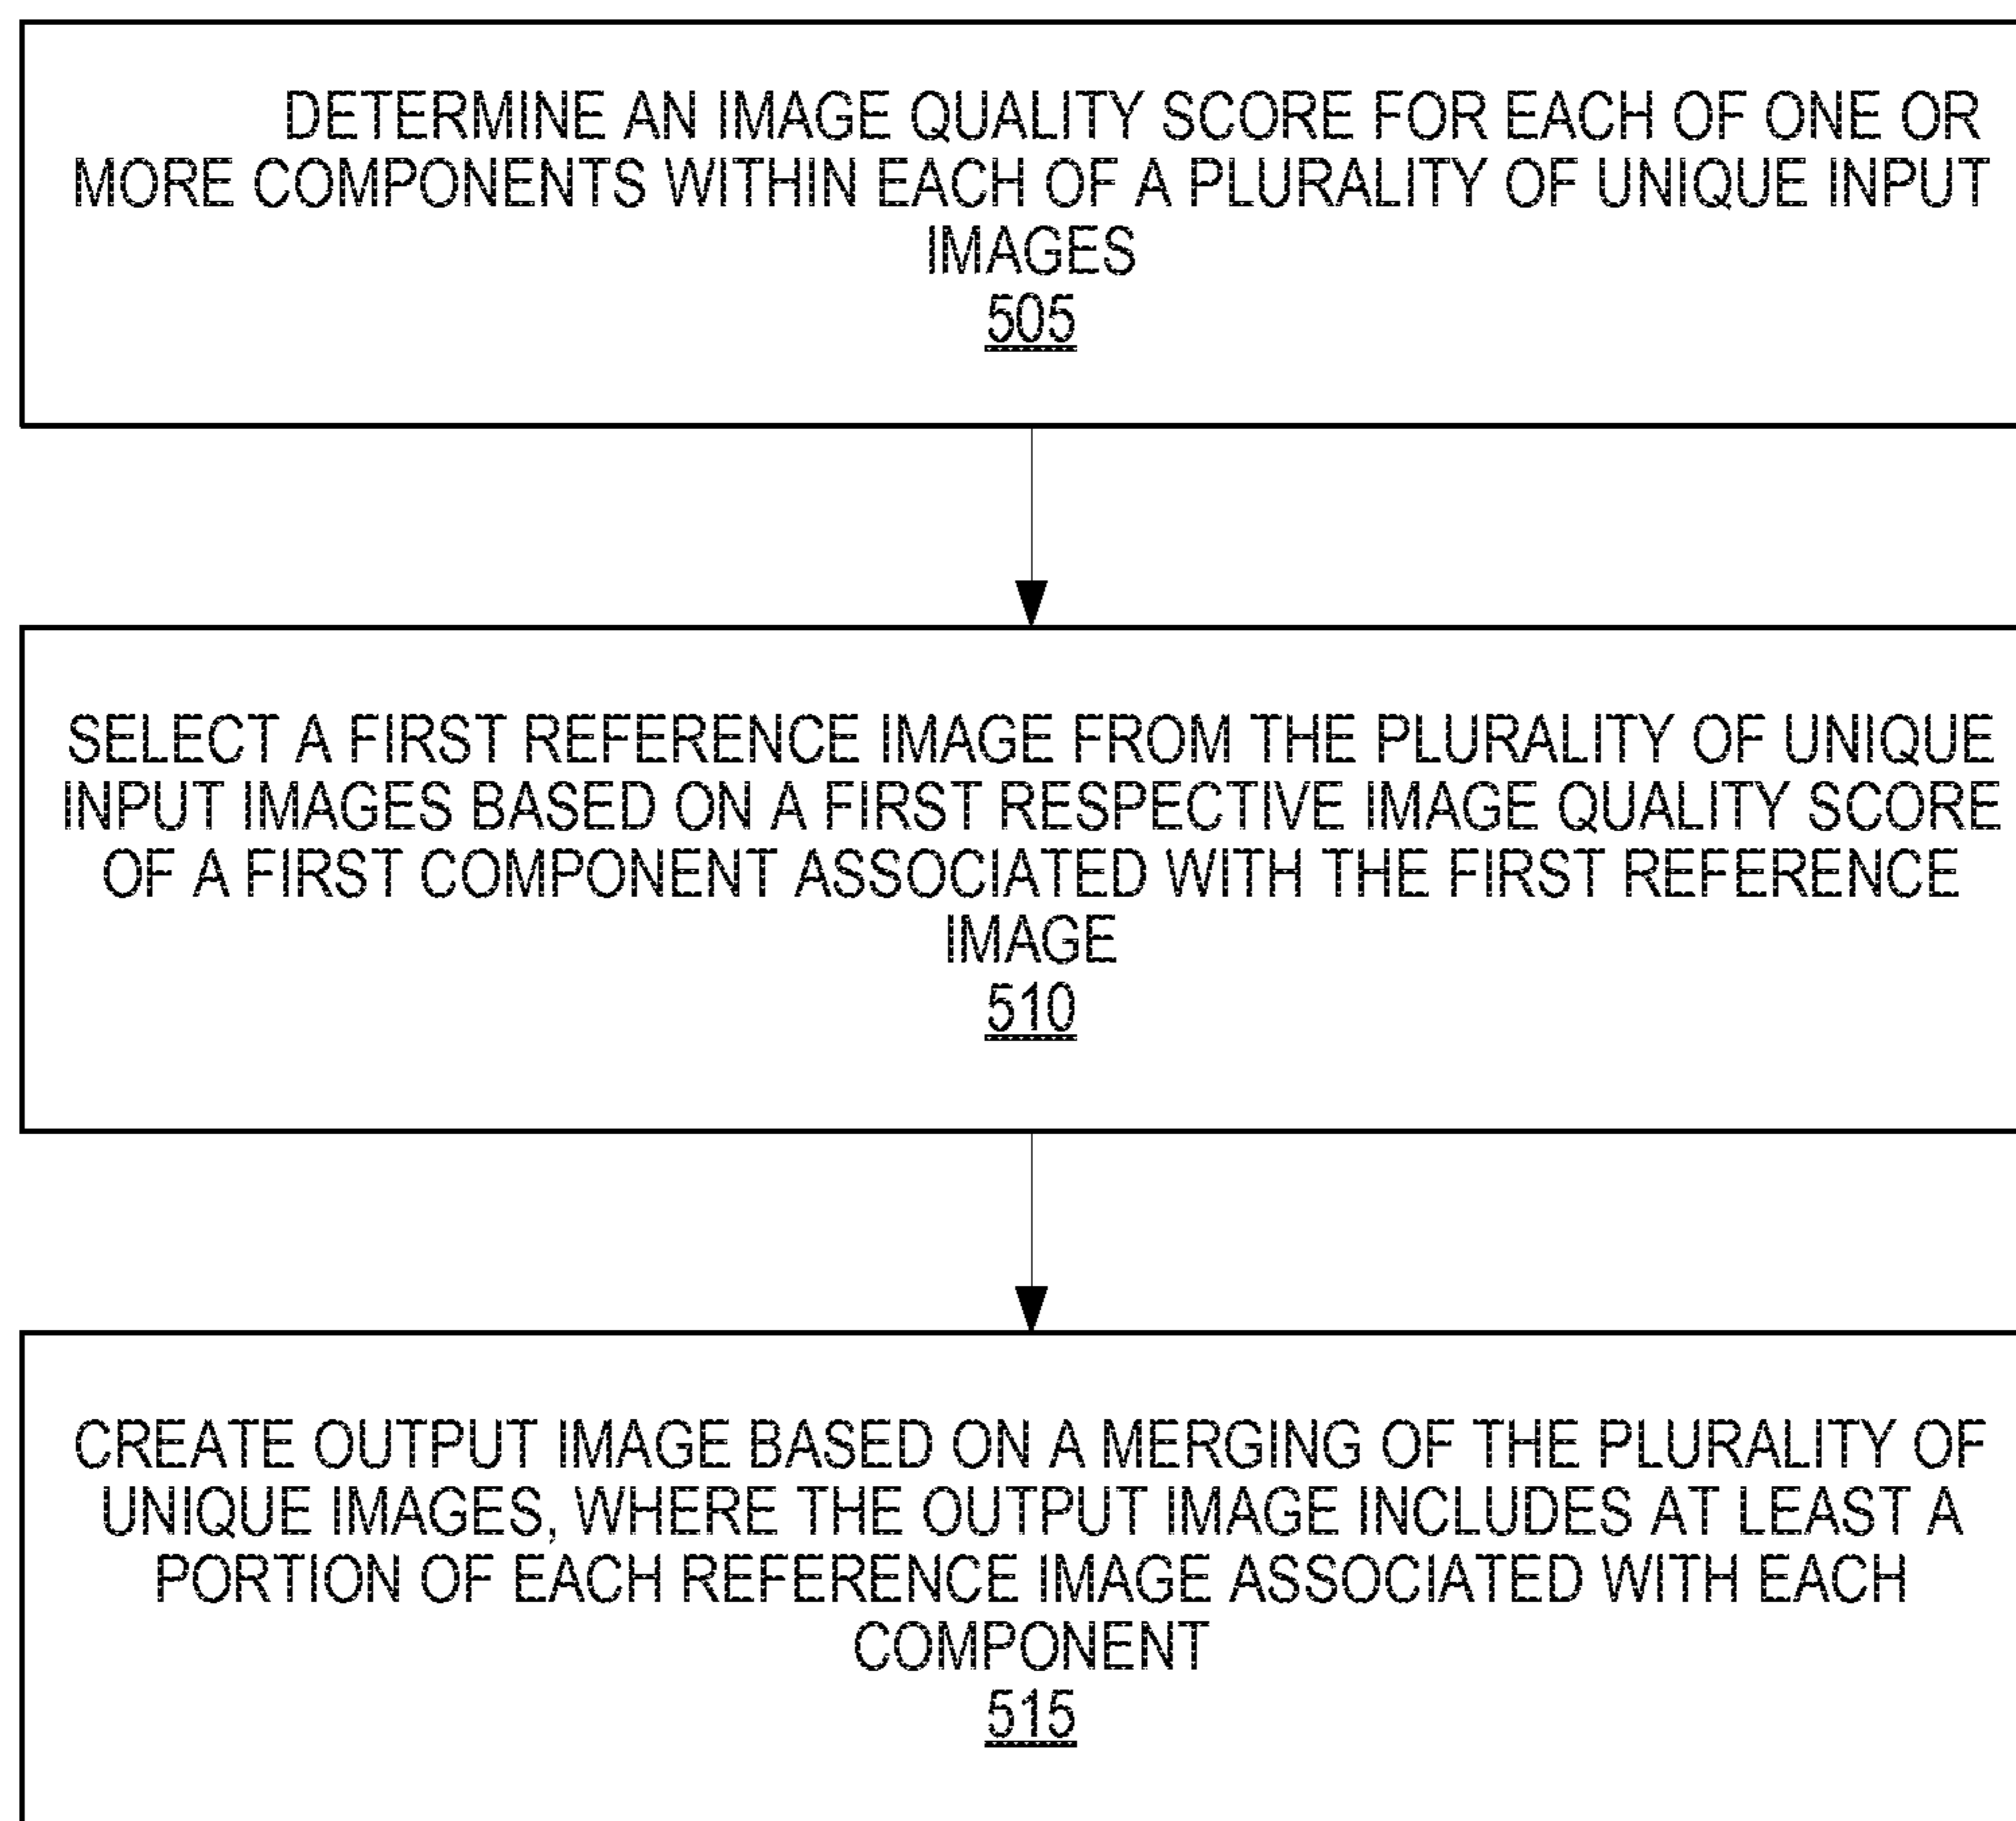 DETERMINE AN IMAGE QUALITY SCORE FOR EACH OF ONE OR
MORE COMPONENTS WITHIN EACH OF A PLURALITY OF UNIQUE INPUT
IMAGES
505
SELECT A FIRST REFERENCE IMAGE FROM THE PLURALITY OF UNIQUE
INPUT IMAGES BASED ON A FIRST RESPECTIVE IMAGE QUALITY SCORE
OF A FIRST COMPONENT ASSOCIATED WITH THE FIRST REFERENCE
IMAGE
510
CREATE OUTPUT IMAGE BASED ON A MERGING OF THE PLURALITY OF
UNIQUE IMAGES, WHERE THE OUTPUT IMAGE INCLUDES AT LEAST A
PORTION OF EACH REFERENCE IMAGE ASSOCIATED WITH EACH
COMPONENT
515